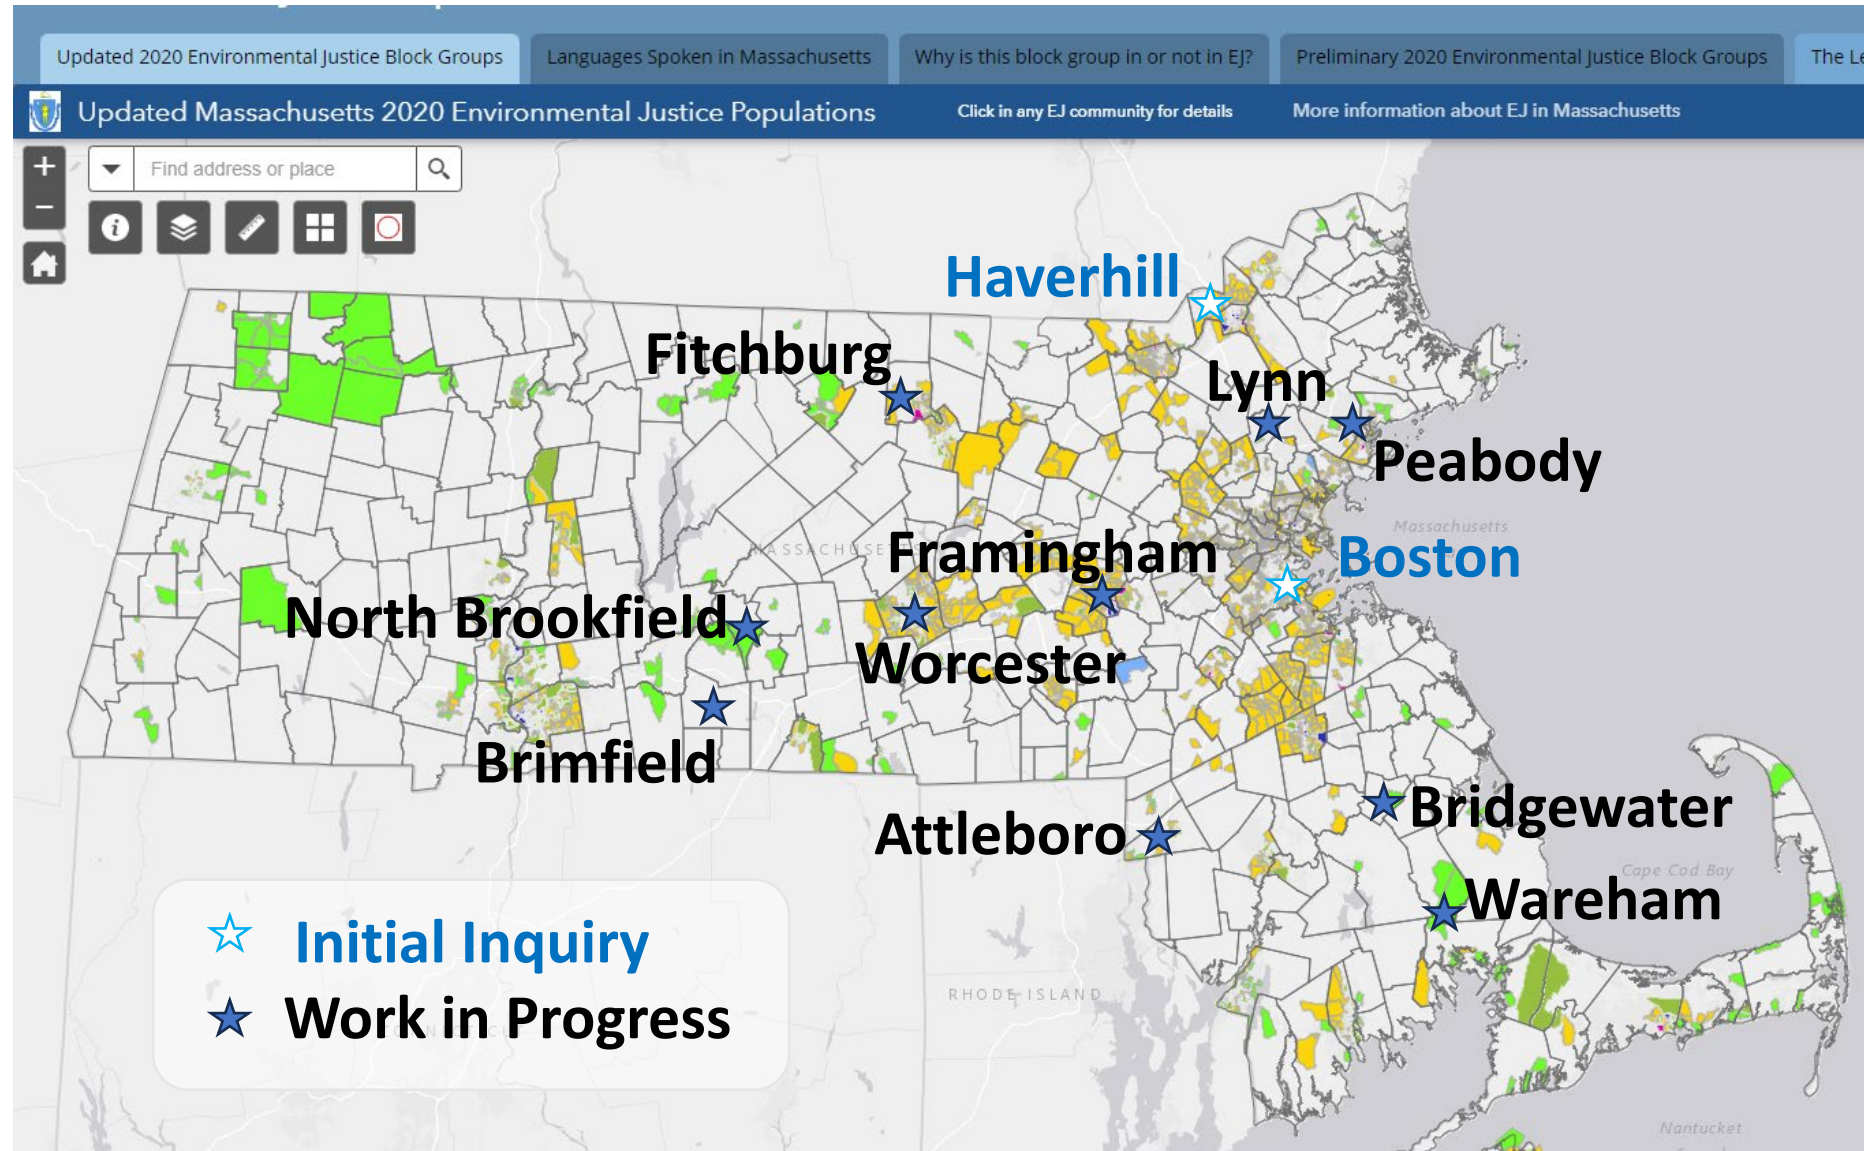 Updated 2020 Environmental Justice Block Groups
Languages Spoken in Massachusetts
Why is this block group in or not in EJ?
Preliminary 2020 Environmental Justice Block Groups
The Le
Updated Massachusetts 2020 Environmental Justice Populations
Click in any EJ community for details
More information about EJ in Massachusetts
+
Find address or place
−
Haverhill
Fitchburg
Lynn
Peabody
Massachusetts
MASSACHUSETTS
Framingham
Boston
North Brookfield
Worcester
Brimfield
Bridgewater
Attleboro
Cape Cod Bay
Wareham
Initial Inquiry
RHODE ISLAND
Work in Progress
Nantucket